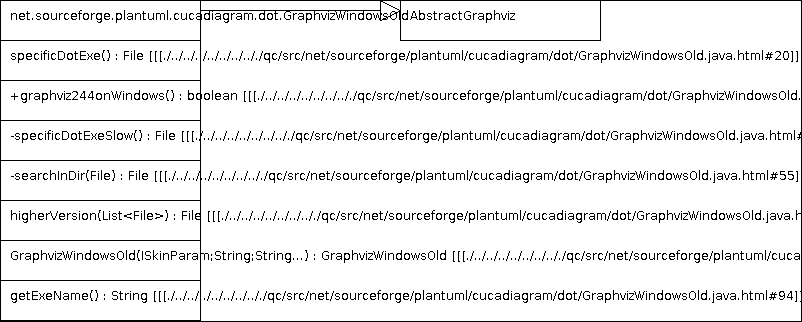 net.sourceforge.plantuml.cucadiagram.dot.GraphvizWindowsOld
AbstractGraphviz
specificDotExe() : File [[[./../../../../../../../qc/src/net/sourceforge/plantuml/cucadiagram/dot/GraphvizWindowsOld.java.html#20]]
+graphviz244onWindows() : boolean [[[./../../../../../../../qc/src/net/sourceforge/plantuml/cucadiagram/dot/GraphvizWindowsOld.
-specificDotExeSlow() : File [[[./../../../../../../../qc/src/net/sourceforge/plantuml/cucadiagram/dot/GraphvizWindowsOld.java.html#
-searchInDir(File) : File [[[./../../../../../../../qc/src/net/sourceforge/plantuml/cucadiagram/dot/GraphvizWindowsOld.java.html#55]
higherVersion(List<File>) : File [[[./../../../../../../../qc/src/net/sourceforge/plantuml/cucadiagram/dot/GraphvizWindowsOld.java.h
GraphvizWindowsOld(ISkinParam;String;String...) : GraphvizWindowsOld [[[./../../../../../../../qc/src/net/sourceforge/plantuml/cuca
getExeName() : String [[[./../../../../../../../qc/src/net/sourceforge/plantuml/cucadiagram/dot/GraphvizWindowsOld.java.html#94]]